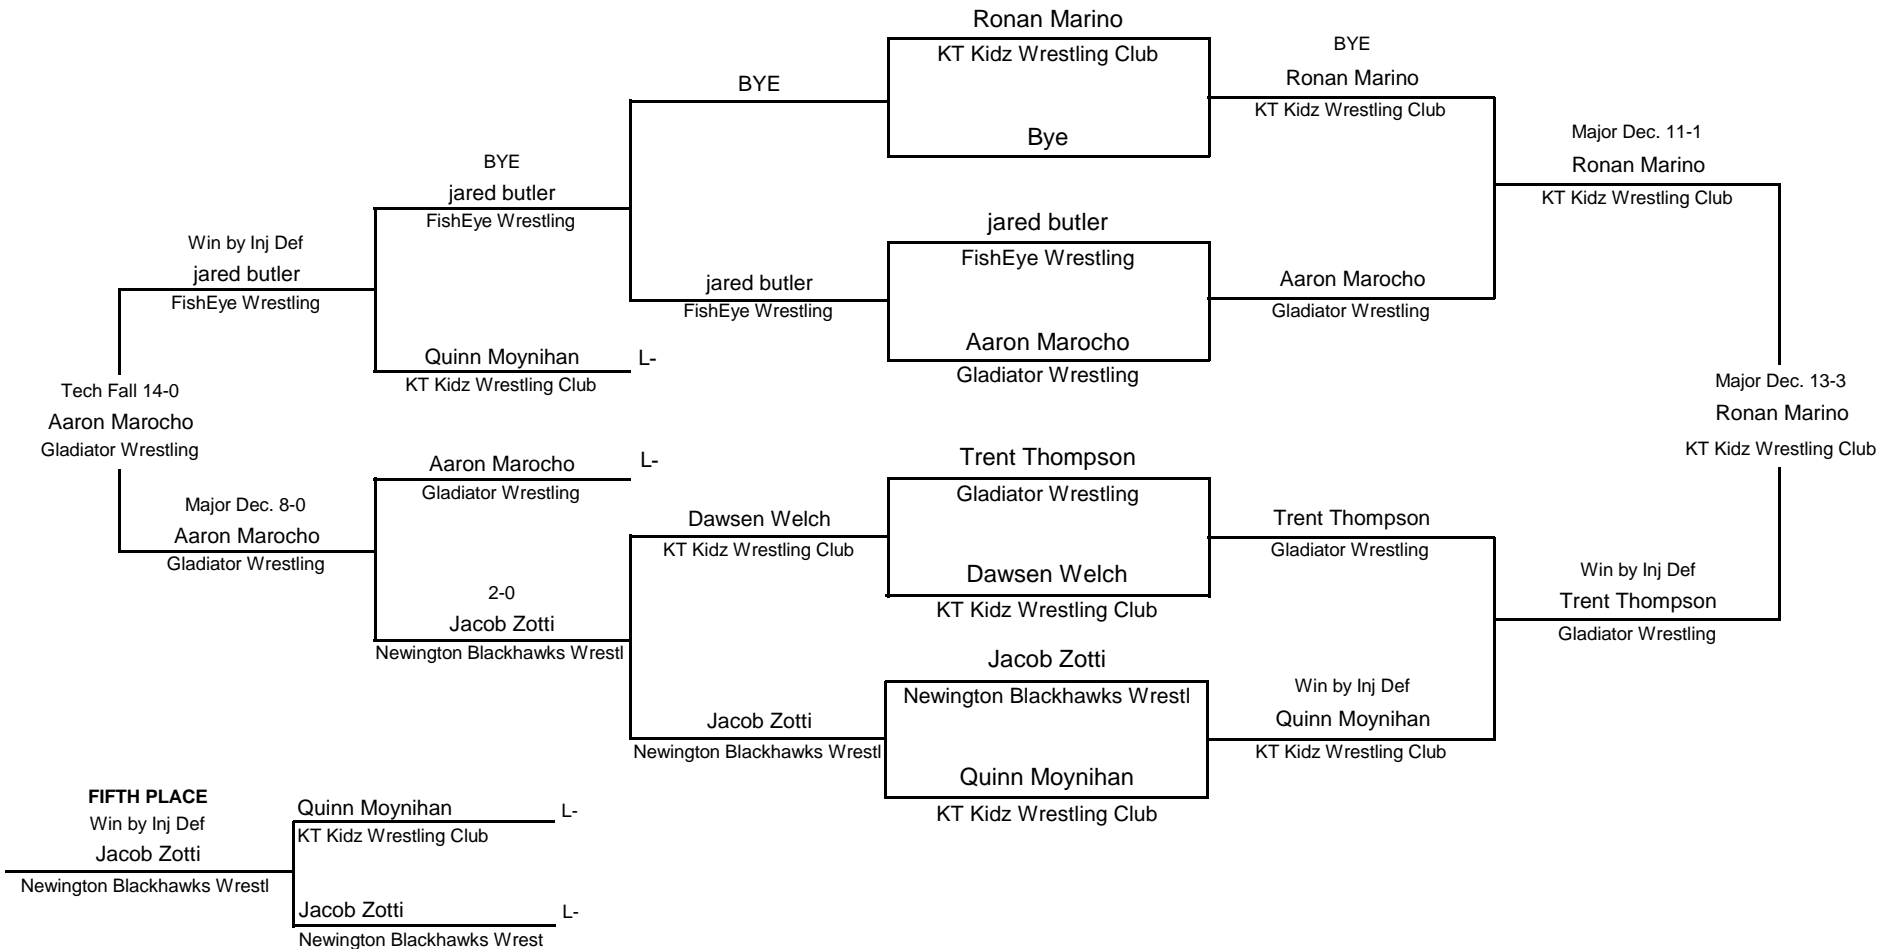 Ronan Marino
KT Kidz Wrestling Club
BYE
BYE
Ronan Marino
KT Kidz Wrestling Club
Bye
Major Dec. 11-1
Ronan Marino
KT Kidz Wrestling Club
BYE
jared butler
FishEye Wrestling
jared butler
FishEye Wrestling
Win by Inj Def
jared butler
FishEye Wrestling
jared butler
FishEye Wrestling
Aaron Marocho
Gladiator Wrestling
Aaron Marocho
Gladiator Wrestling
Quinn Moynihan L-
KT Kidz Wrestling Club
Tech Fall 14-0
Aaron Marocho
Gladiator Wrestling
Major Dec. 13-3
Ronan Marino
KT Kidz Wrestling Club
Aaron Marocho L-
Gladiator Wrestling
Trent Thompson
Gladiator Wrestling
Major Dec. 8-0
Aaron Marocho
Gladiator Wrestling
Dawsen Welch
KT Kidz Wrestling Club
Trent Thompson
Gladiator Wrestling
Dawsen Welch
KT Kidz Wrestling Club
Win by Inj Def
Trent Thompson
Gladiator Wrestling
2-0
Jacob Zotti
Newington Blackhawks Wrestl
Jacob Zotti
Newington Blackhawks Wrestl
Win by Inj Def
Quinn Moynihan
KT Kidz Wrestling Club
Jacob Zotti
Newington Blackhawks Wrestl
Quinn Moynihan
KT Kidz Wrestling Club
FIFTH PLACE
Win by Inj Def
Jacob Zotti
Newington Blackhawks Wrestl
Quinn Moynihan L-
KT Kidz Wrestling Club
Jacob Zotti L-
Newington Blackhawks Wrest